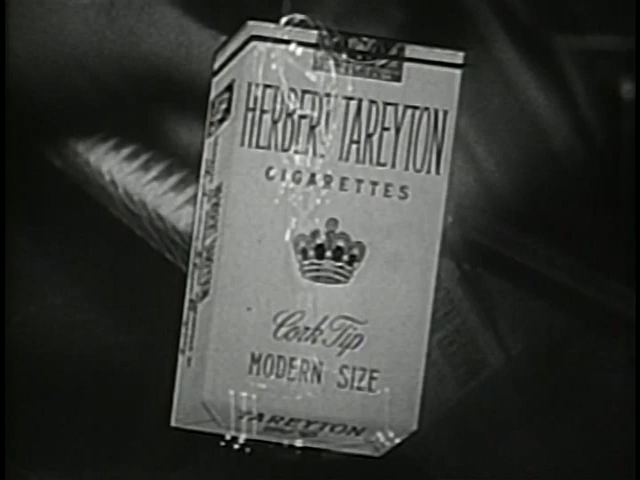 HERBERT TAREYTON
CIGARETTES
Cork Tip
MODERN SIZE
TAREYTON